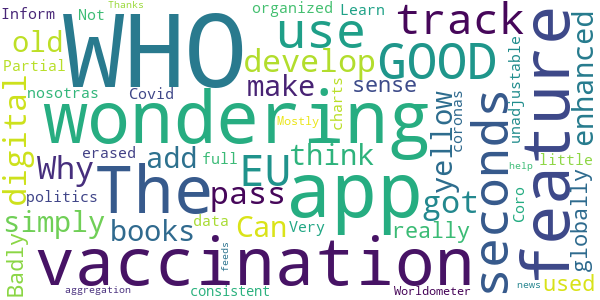 Inform
Not
Thanks
organized
Learn
WHO
use
track
feature
old
Partial
develop
GOOD
enhanced
digital
nosotras
Covid
make
sense
charts
unadjustable
wondering
Mostly
seconds
yellow
coronas
Why
erased
add
full
EU
think
little
help
politics
The
pass
app
got
globally
simply
books
Can
data
Very
really
Coro
used
Badly
vaccination
feeds
news
aggregation
consistent
Worldometer